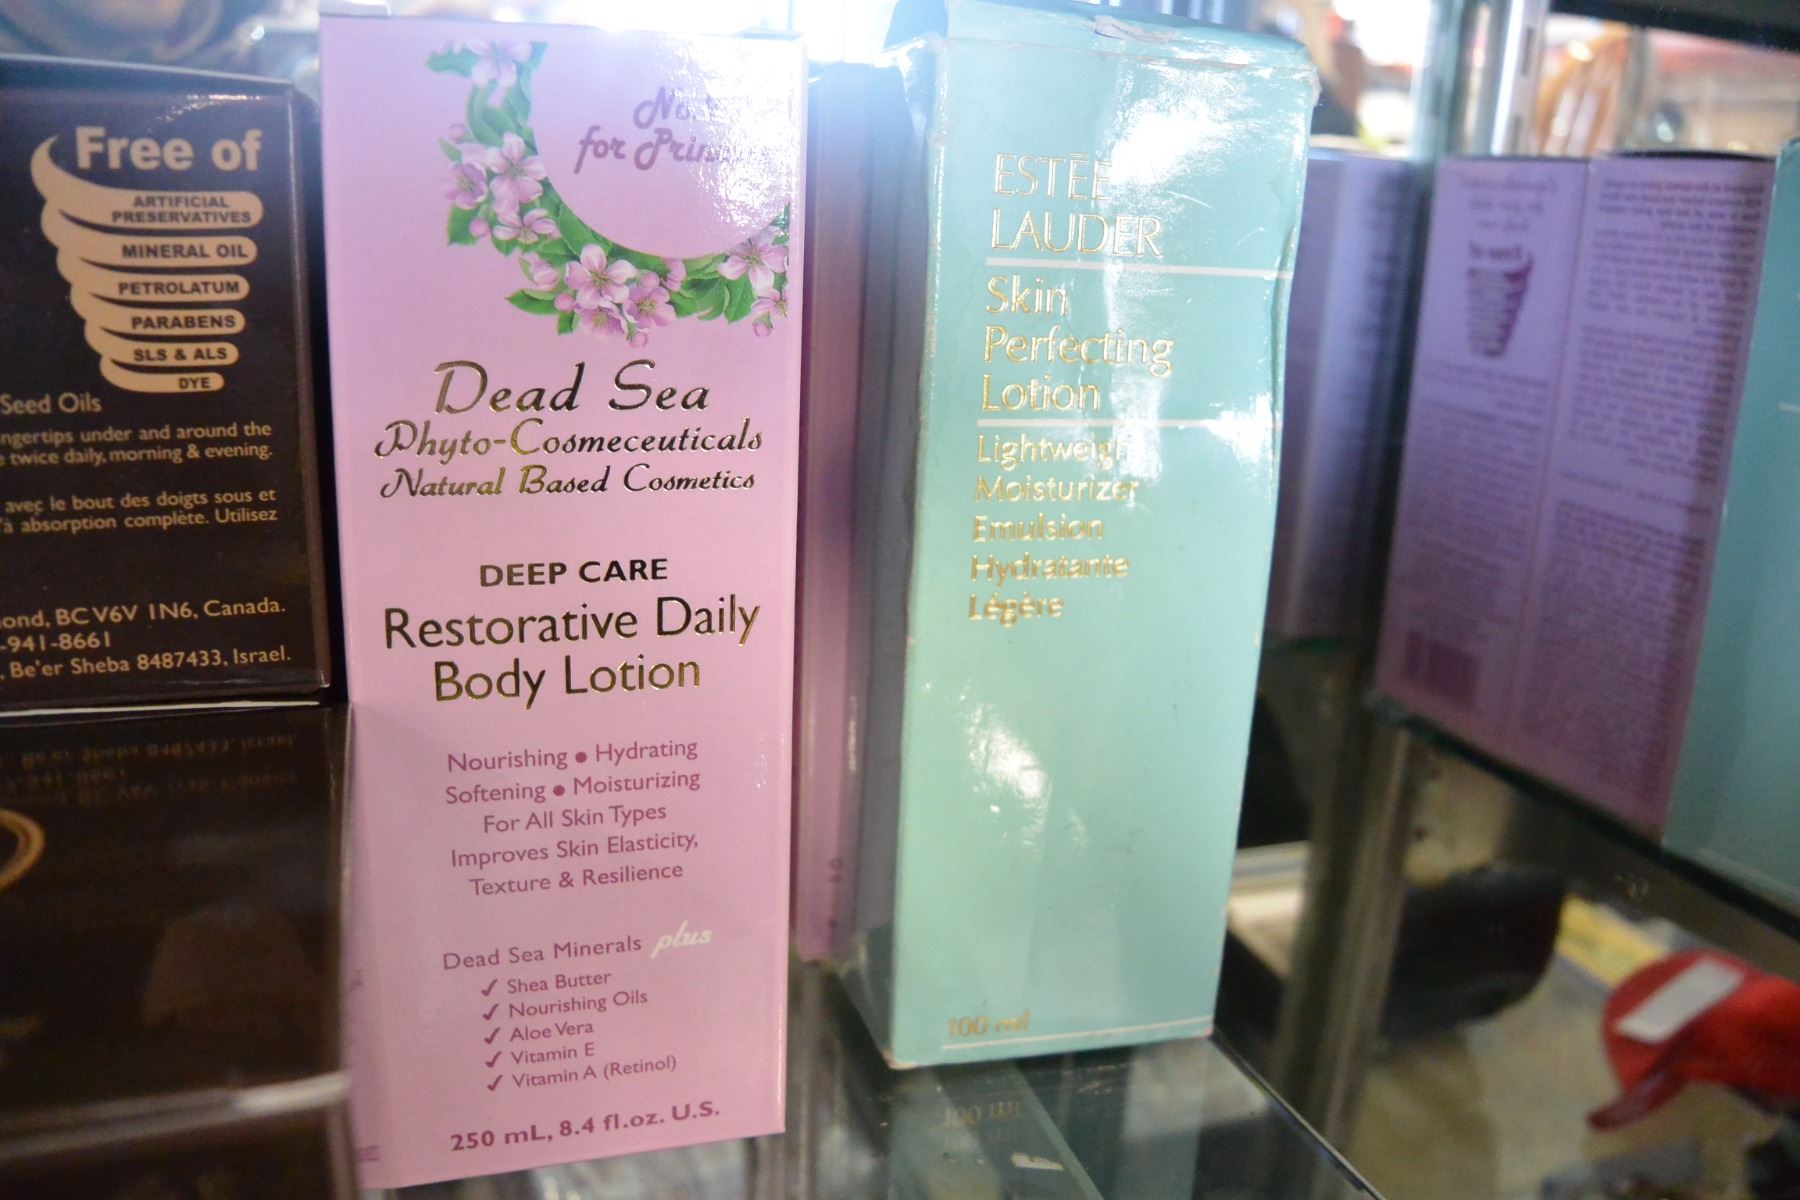 Free of
ARTIFICIAL
PRESERVATIVES
MINERAL OIL
PETROLATUM
PARABENS
SLS & ALS
DYE
Seed Oils
under and around the
twice daily, morning & evening.
avec le bout des doigts sous et
absorption complète. Utilisez
BC V6V 1N6, Canada.
-941-8661
, Be'er Sheba 8487433, Israel.
for
Dead Sea
Phyto-Cosmeceuticals
Natural Based Cosmetics
DEEP CARE
Restorative Daily
Body Lotion
Nourishing • Hydrating
Softening • Moisturizing
For All Skin Types
Improves Skin Elasticity,
Texture & Resilience
Dead Sea Minerals plus
✓ Shea Butter
✓ Nourishing Oils
✓ Aloe Vera
✓ Vitamin E
✓ Vitamin A (Retinol)
250 mL, 8.4 fl.oz. U.S.
ESTĒE
LAUDER
Skin
Perfecting
Lotion
Lightweight
Moisturizer
Emulsion
Hydratante
Légère
100 ml